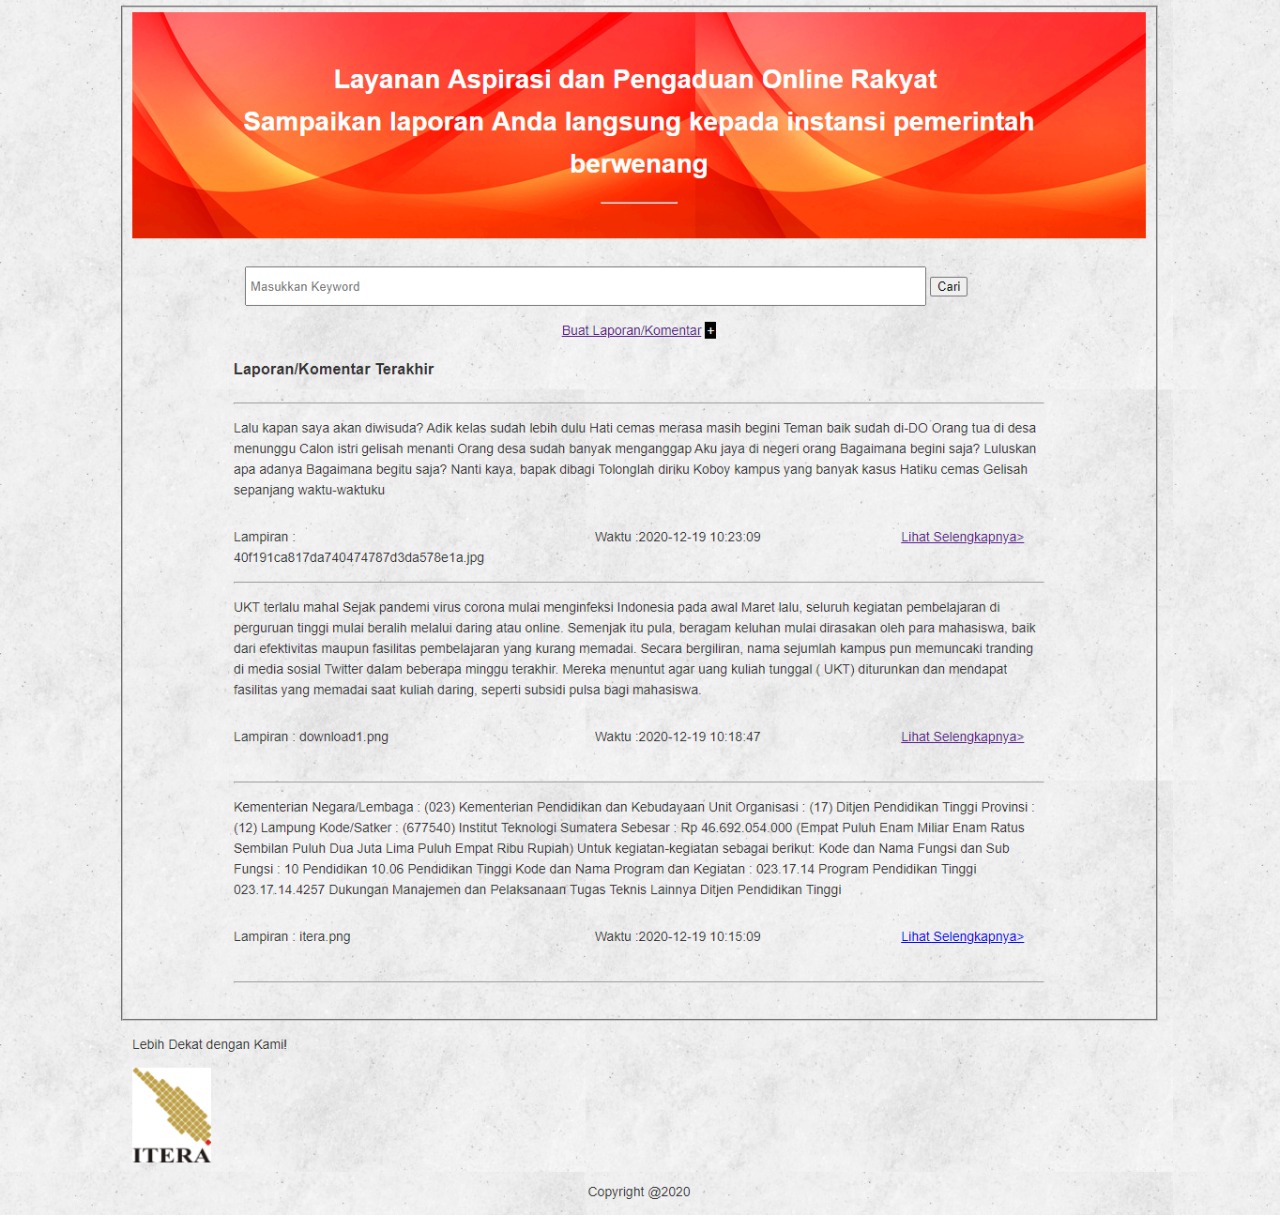 Layanan Aspirasi dan Pengaduan Online Rakyat
Sampaikan laporan Anda langsung kepada instansi pemerintah
berwenang
Masukkan Keyword
Cari
Buat Laporan/Komentar +
Laporan/Komentar Terakhir
Lalu kapan saya akan diwisuda? Adik kelas sudah lebih dulu Hati cemas merasa masih begini Teman baik sudah di-DO Orang tua di desa
menunggu Calon istri gelisah menanti Orang desa sudah banyak menganggap Aku jaya di negeri orang Bagaimana begini saja? Luluskan
apa adanya Bagaimana begitu saja? Nanti kaya, bapak dibagi Tolonglah diriku Koboy kampus yang banyak kasus Hatiku cemas Gelisah
sepanjang waktu-waktuku
Lampiran :
40f191ca817da740474787d3da578e1a.jpg
Waktu :2020-12-19 10:23:09
Lihat Selengkapnya>
UKT terlalu mahal Sejak pandemi virus corona mulai menginfeksi Indonesia pada awal Maret lalu, seluruh kegiatan pembelajaran di
perguruan tinggi mulai beralih melalui daring atau online. Semenjak itu pula, beragam keluhan mulai dirasakan oleh para mahasiswa, baik
dari efektivitas maupun fasilitas pembelajaran yang kurang memadai. Secara bergiliran, nama sejumlah kampus pun memuncaki tranding
di media sosial Twitter dalam beberapa minggu terakhir. Mereka menuntut agar uang kuliah tunggal ( UKT) diturunkan dan mendapat
fasilitas yang memadai saat kuliah daring, seperti subsidi pulsa bagi mahasiswa.
Lampiran : download1.png
Waktu :2020-12-19 10:18:47
Lihat Selengkapnya>
Kementerian Negara/Lembaga : (023) Kementerian Pendidikan dan Kebudayaan Unit Organisasi : (17) Ditjen Pendidikan Tinggi Provinsi :
(12) Lampung Kode/Satker : (677540) Institut Teknologi Sumatera Sebesar : Rp 46.692.054.000 (Empat Puluh Enam Miliar Enam Ratus
Sembilan Puluh Dua Juta Lima Puluh Empat Ribu Rupiah) Untuk kegiatan-kegiatan sebagai berikut: Kode dan Nama Fungsi dan Sub
Fungsi : 10 Pendidikan 10.06 Pendidikan Tinggi Kode dan Nama Program dan Kegiatan : 023.17.14 Program Pendidikan Tinggi
023.17.14.4257 Dukungan Manajemen dan Pelaksanaan Tugas Teknis Lainnya Ditjen Pendidikan Tinggi
Lampiran : itera.png
Waktu :2020-12-19 10:15:09
Lihat Selengkapnya>
Lebih Dekat dengan Kami!
ITERA
Copyright @2020